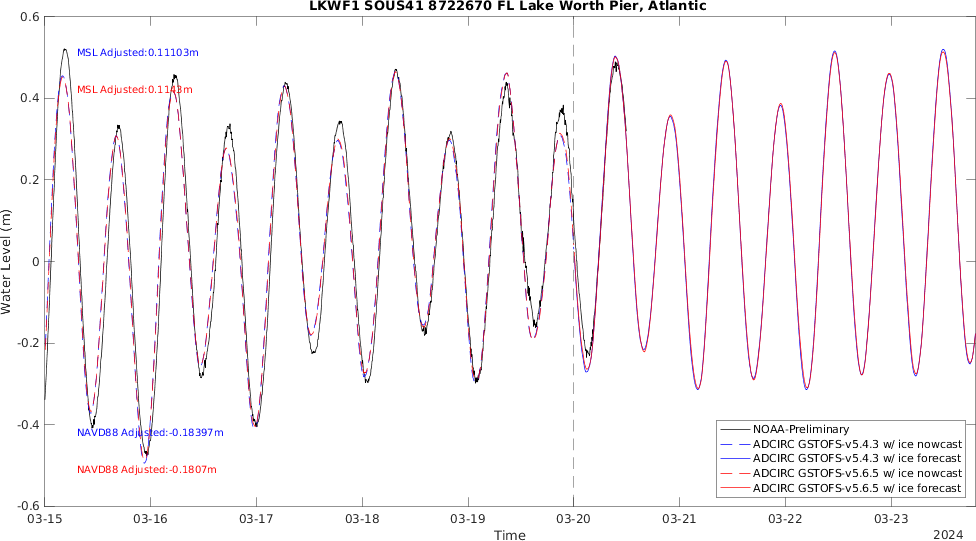 LKWF1 SOUS41 8722670 FL Lake Worth Pier, Atlantic
0.6
MSL Adjusted:0.11103m
MSL Adjusted:0.1143m
0.4
0.2
0
-0.2
-0.4
-0.6
Water Level (m)
NAVD88 Adjusted:-0.18397m
NAVD88 Adjusted:-0.1807m
NOAA-Preliminary
ADCIRC GSTOFS-v5.4.3 w/ ice nowcast
ADCIRC GSTOFS-v5.4.3 w/ ice forecast
ADCIRC GSTOFS-v5.6.5 w/ ice nowcast
ADCIRC GSTOFS-v5.6.5 w/ ice forecast
03-15 03-16 03-17 03-18 03-19 03-20 03-21 03-22 03-23
Time
2024